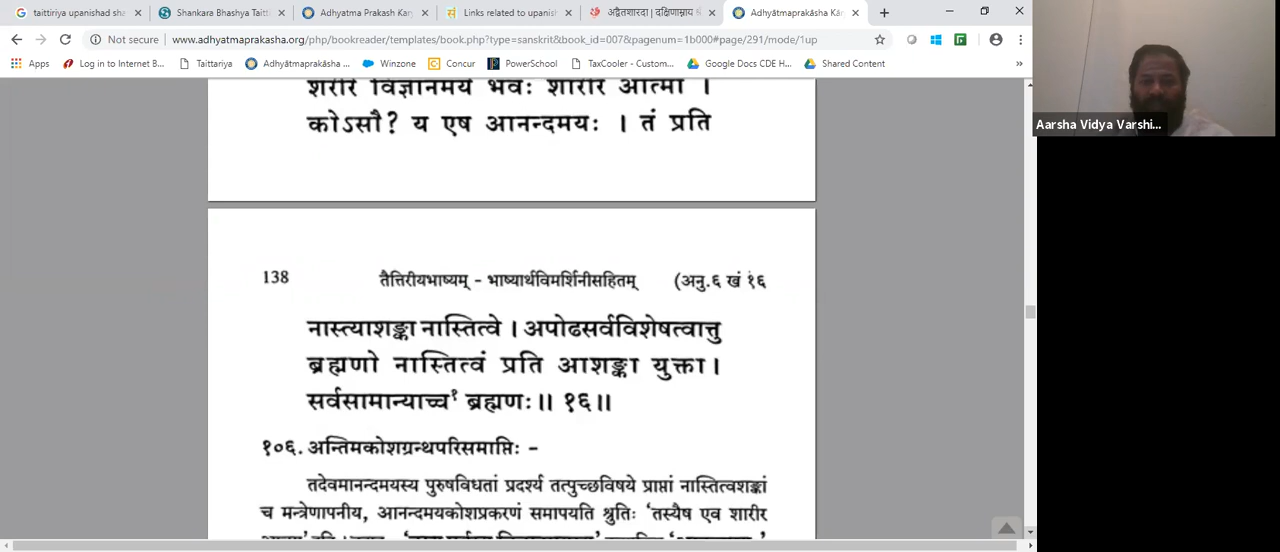 taittiriya upanishad sha
Shankara Bhashya Taitt
Adhyatma Prakash Kar
Links related to upanish
अद्वैतशारदा | दक्षिणाम्नाय
Adhyātmaprakāsha Kār
Not secure
www.adhyatmaprakasha.org/php/bookreader/templates/book.php?type=sanskrit&book_id=007&pagenum=1b000#page/291/mode/1up
Apps
Log in to Internet B...
Taittariya
Adhyātmaprakāsha ...
Winzone
Concur
PowerSchool
TaxCooler - Custom...
Google Docs CDE H...
Shared Content
Aarsha Vidya Varshi...
शरीरे विज्ञानमये भवः शारीर आत्मा ।
कोऽसौ? य एष आनन्दमयः । तं प्रति
138 तैत्तिरीयभाष्यम् - भाष्यार्थविमर्शिनीसहितम् (अनु.६ खं १६
नास्त्याशङ्का नास्तित्वे । अपोढसर्वविशेषत्वात्तु
ब्रह्मणो नास्तित्वं प्रति आशङ्का युक्ता ।
सर्वसामान्याच्च¹ ब्रह्मणः ॥ १६ ॥
१०६. अन्तिमकोशग्रन्थपरिसमाप्तिः -
तदेवमानन्दमयस्य पुरुषविधतां प्रदर्श्य तत्पुच्छविषये प्राप्तां नास्तित्वशङ्कां
च मन्त्रेणापनीय, आनन्दमयकोशप्रकरणं समापयति श्रुतिः ‘तस्यैष एव शारीर